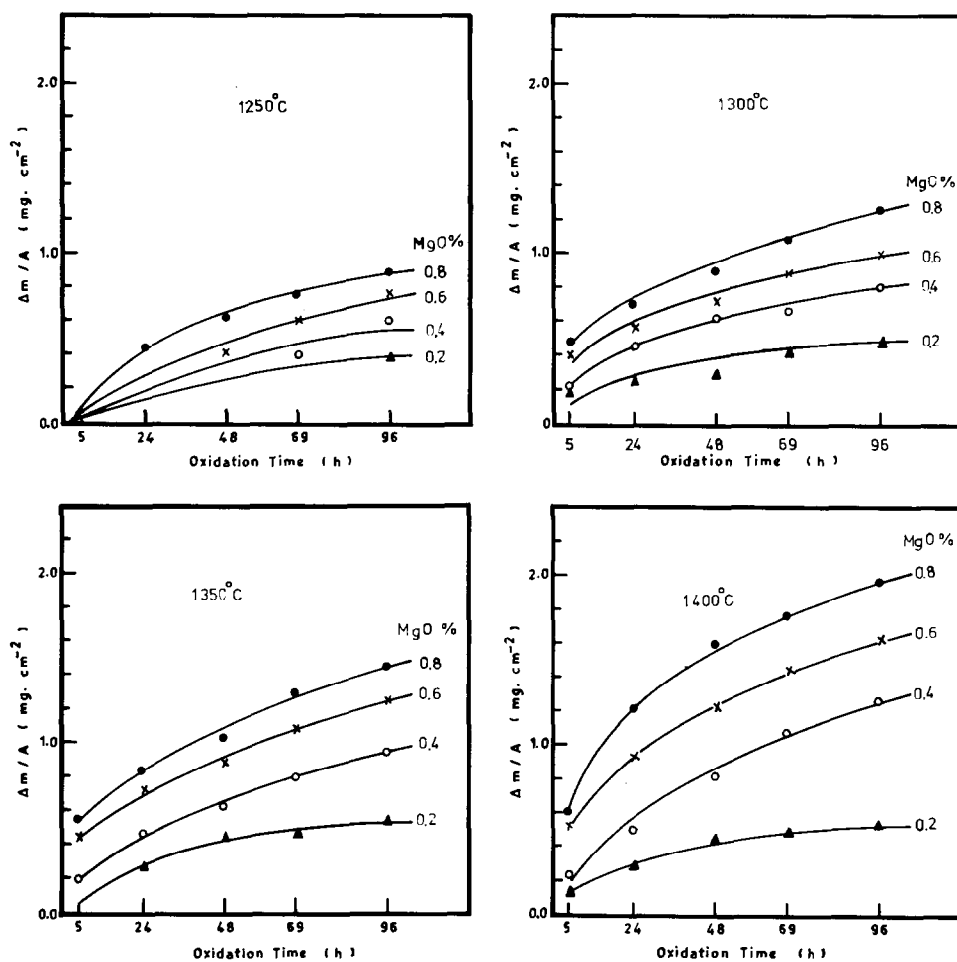 1250°C
2.0
1.0
0.0
Δm/A (mg. cm⁻²)
MgO%
0,8
0,6
0,4
0,2
5 24 48 69 96
Oxidation Time (h)
1300°C
2.0
1.0
0.0
Δm/A (mg. cm⁻²)
MgO%
0,8
0,6
0,4
0,2
5 24 48 69 96
Oxidation Time (h)
1350°C
2.0
1.0
0.0
Δm/A (mg. cm⁻²)
MgO %
0,8
0,6
0,4
0,2
5 24 48 69 96
Oxidation Time (h)
1400°C
2.0
1.0
0.0
Δm/A (mg. cm⁻²)
MgO%
0,8
0,6
0,4
0,2
5 24 48 69 96
Oxidation Time (h)